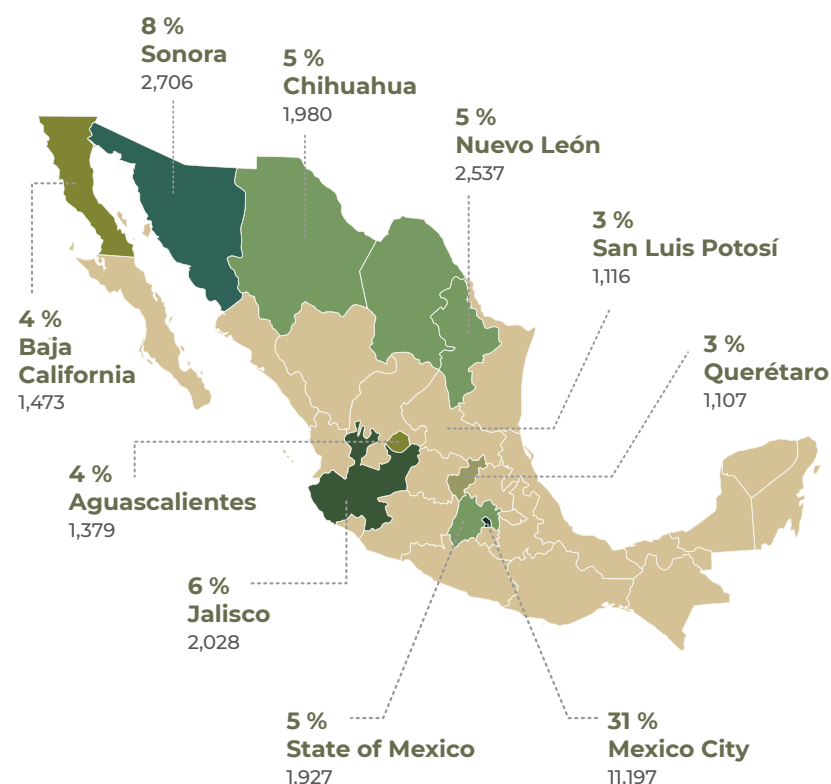 8 %
Sonora
2,706
5 %
Chihuahua
1,980
5 %
Nuevo León
2,537
3 %
San Luis Potosí
1,116
4 %
Baja
California
1,473
3 %
Querétaro
1,107
4 %
Aguascalientes
1,379
6 %
Jalisco
2,028
5 %
State of Mexico
1,927
31 %
Mexico City
11,197